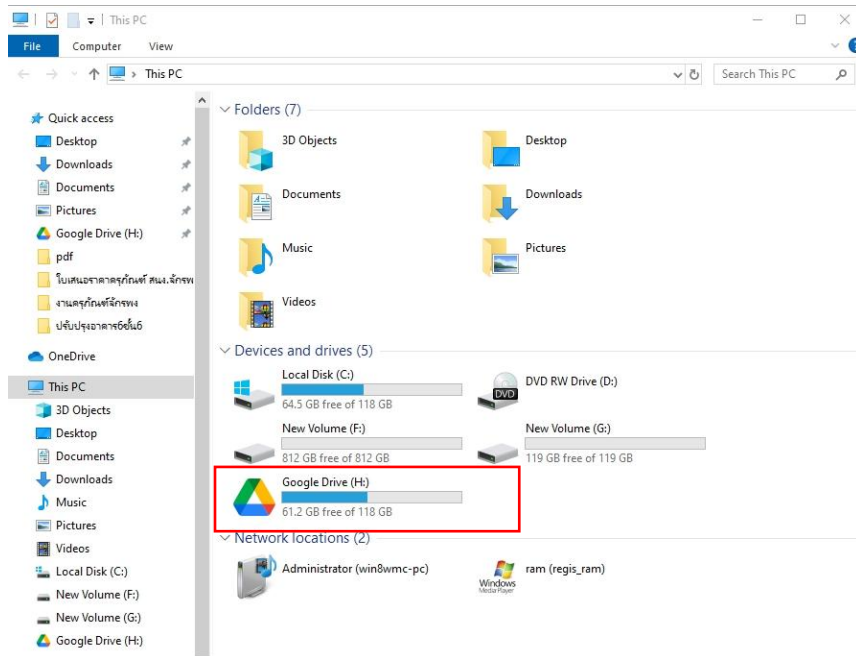 This PC
File Computer View
This PC
Search This PC
Quick access
Desktop
Downloads
Documents
Pictures
Google Drive (H:)
pdf
ใบเสนอราคาครุภัณฑ์ สนง.จักรพง
งานครุภัณฑ์จักรพง
ปรับปรุงอาคาร6ชั้น6
OneDrive
This PC
3D Objects
Desktop
Documents
Downloads
Music
Pictures
Videos
Local Disk (C:)
New Volume (F:)
New Volume (G:)
Google Drive (H:)
Folders (7)
3D Objects
Desktop
Documents
Downloads
Music
Pictures
Videos
Devices and drives (5)
Local Disk (C:)
64.5 GB free of 118 GB
DVD
DVD RW Drive (D:)
New Volume (F:)
812 GB free of 812 GB
New Volume (G:)
119 GB free of 119 GB
Google Drive (H:)
61.2 GB free of 118 GB
Network locations (2)
Administrator (win8wmc-pc)
Windows
Media Player
ram (regis_ram)